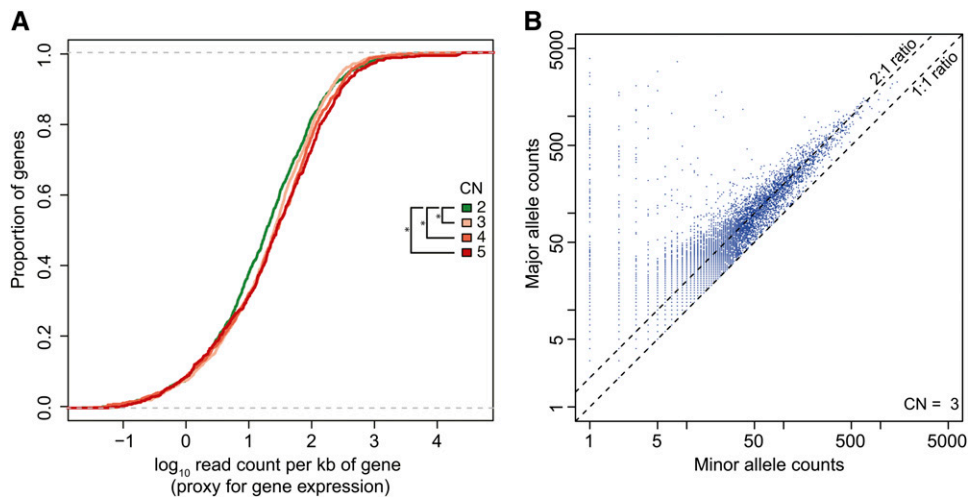 A
1.0
0.8
0.6
0.4
0.2
0.0
Proportion of genes
CN
2
3
4
5
*
*
*
−1 0 1 2 3 4
log₁₀ read count per kb of gene
(proxy for gene expression)
B
5000
500
50
5
1
Major allele counts
2:1 ratio
1:1 ratio
CN = 3
1 5 50 500 5000
Minor allele counts